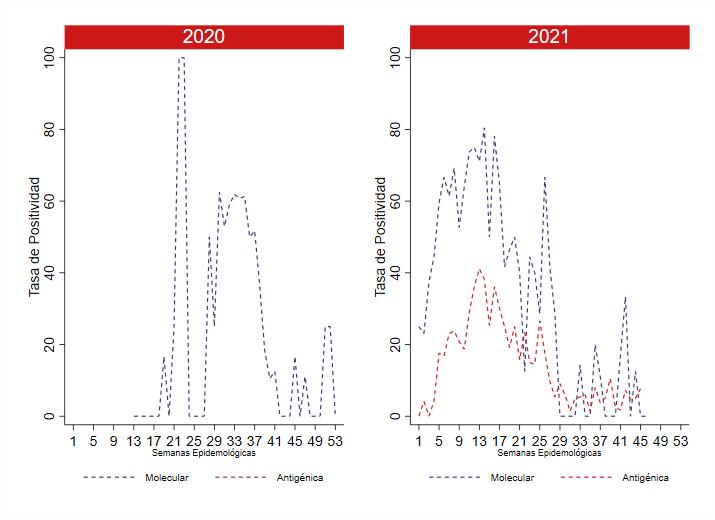 2020
2021
Tasa de Positividad
100
80
60
40
20
0
1 5 9 13 17 21 25 29 33 37 41 45 49 53
Semanas Epidemológicas
Molecular Antigénica
Tasa de Positividad
100
80
60
40
20
0
1 5 9 13 17 21 25 29 33 37 41 45 49 53
Semanas Epidemológicas
Molecular Antigénica